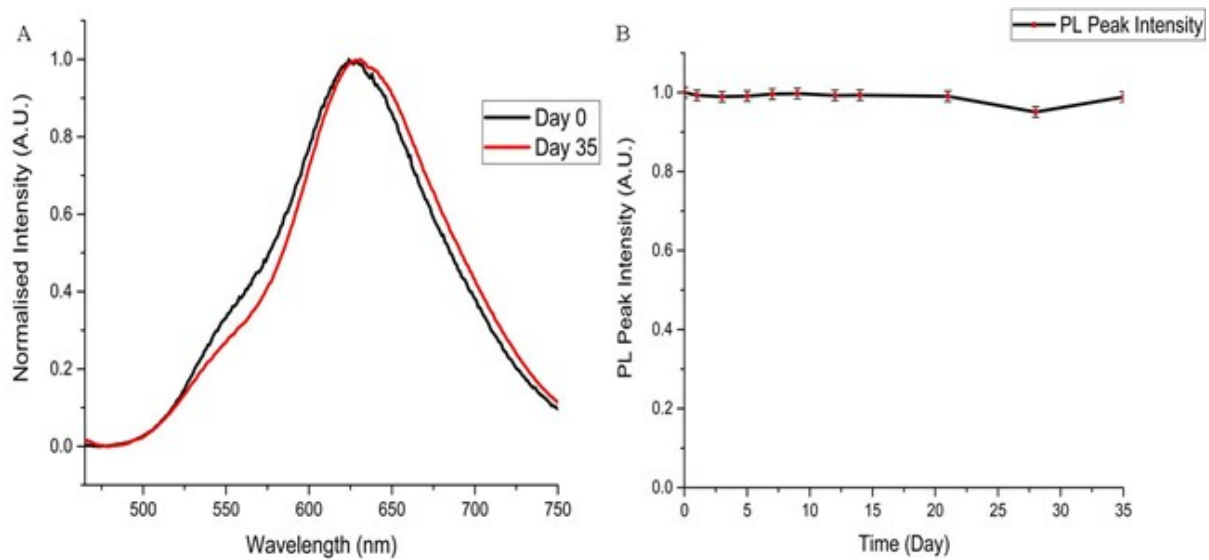 A
Normalised Intensity (A.U.)
1.0
0.8
0.6
0.4
0.2
0.0
500
550
600
650
700
750
Wavelength (nm)
Day 0
Day 35
B
PL Peak Intensity
PL Peak Intensity (A.U.)
1.0
0.8
0.6
0.4
0.2
0.0
0
5
10
15
20
25
30
35
Time (Day)